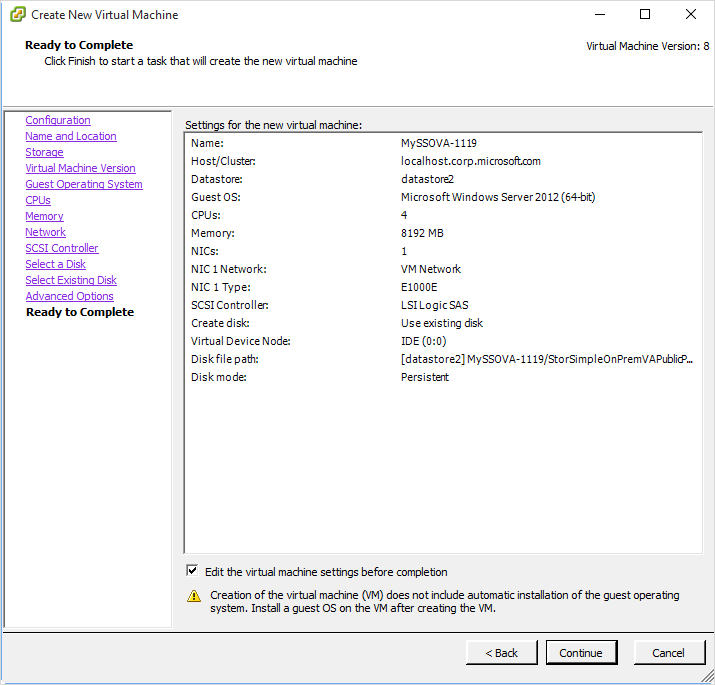 Create New Virtual Machine
Ready to Complete
Click Finish to start a task that will create the new virtual machine
Virtual Machine Version: 8
Configuration
Name and Location
Storage
Virtual Machine Version
Guest Operating System
CPUs
Memory
Network
SCSI Controller
Select a Disk
Select Existing Disk
Advanced Options
Ready to Complete
Settings for the new virtual machine:
Name: MySSOVA-1119
Host/Cluster: localhost.corp.microsoft.com
Datastore: datastore2
Guest OS: Microsoft Windows Server 2012 (64-bit)
CPUs: 4
Memory: 8192 MB
NICs: 1
NIC 1 Network: VM Network
NIC 1 Type: E1000E
SCSI Controller: LSI Logic SAS
Create disk: Use existing disk
Virtual Device Node: IDE (0:0)
Disk file path: [datastore2] MySSOVA-1119/StorSimpleOnPremVAPublicP...
Disk mode: Persistent
Edit the virtual machine settings before completion
Creation of the virtual machine (VM) does not include automatic installation of the guest operating
system. Install a guest OS on the VM after creating the VM.
< Back
Continue
Cancel